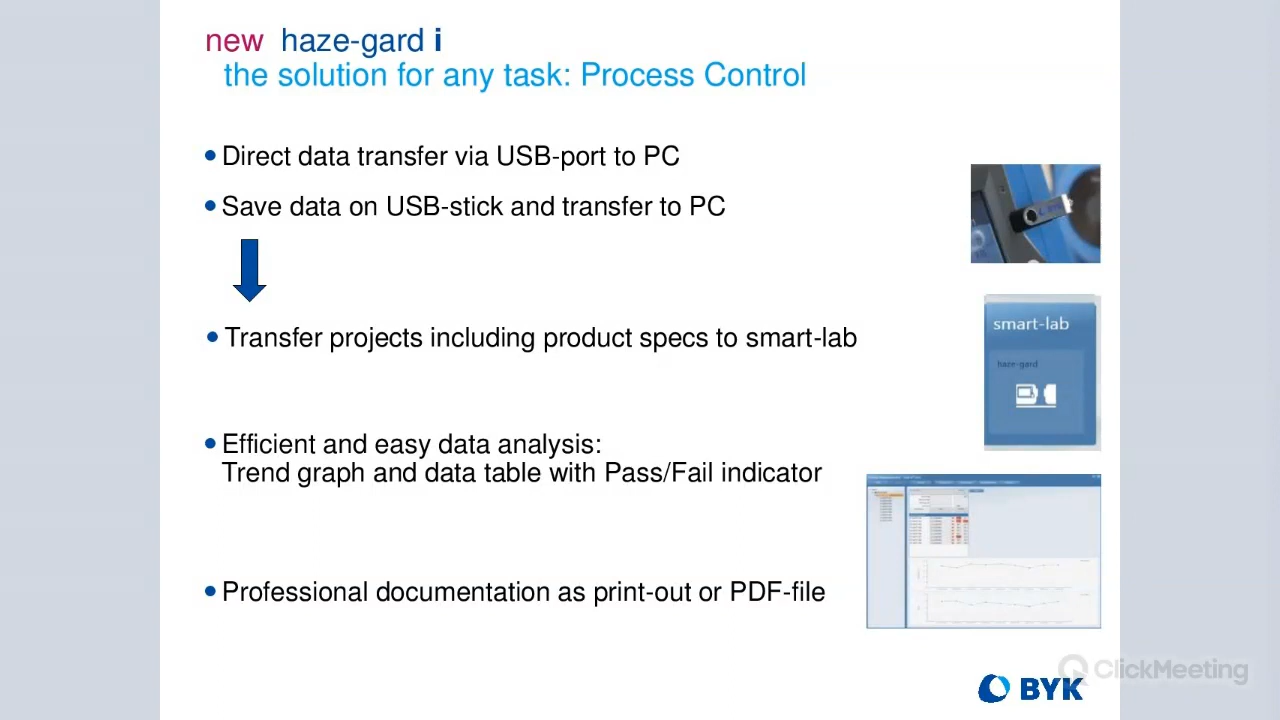 new haze-gard i
the solution for any task: Process Control
Direct data transfer via USB-port to PC
Save data on USB-stick and transfer to PC
BYK
Transfer projects including product specs to smart-lab
smart-lab
haze-gard
Efficient and easy data analysis:
Trend graph and data table with Pass/Fail indicator
Professional documentation as print-out or PDF-file
ClickMeeting
BYK